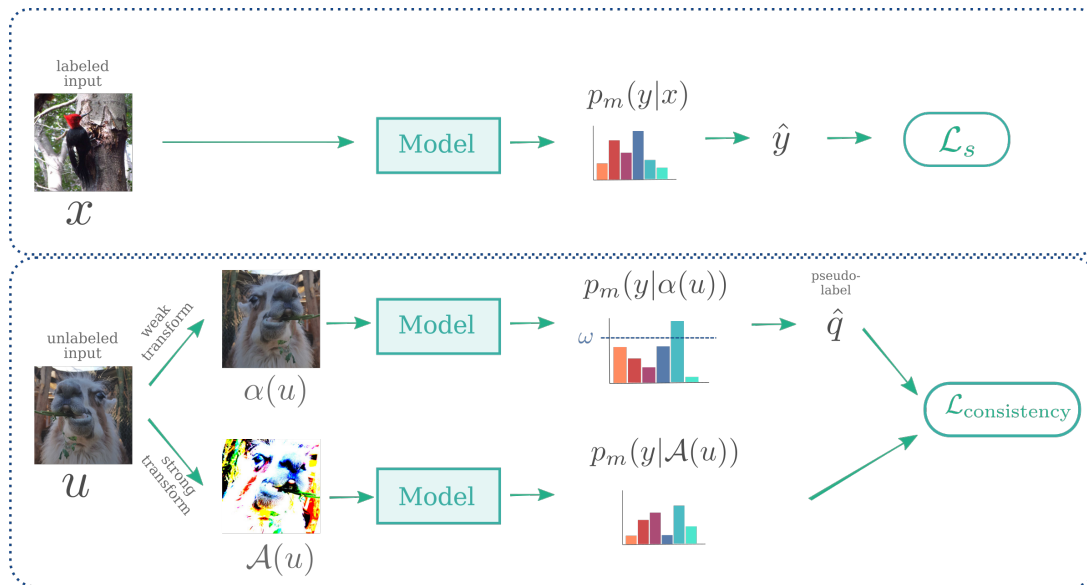 labeled
input
x
Model
p_m(y|x)
ŷ
ℒ_s
unlabeled
input
u
weak
transform
strong
transform
α(u)
Model
p_m(y|α(u))
ω
pseudo-
label
q̂
ℒ_consistency
𝒜(u)
Model
p_m(y|𝒜(u))